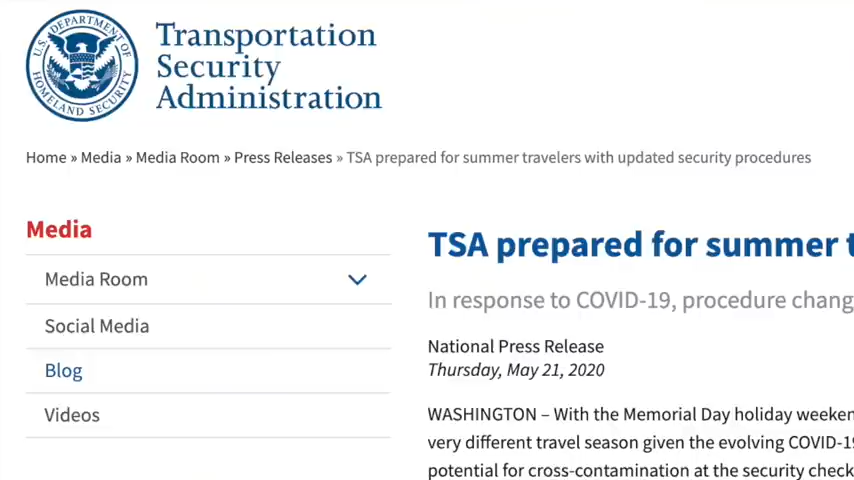 U.S. DEPARTMENT OF
HOMELAND SECURITY
Transportation
Security
Administration
Home » Media » Media Room » Press Releases » TSA prepared for summer travelers with updated security procedures
Media
Media Room
Social Media
Blog
Videos
TSA prepared for summer t
In response to COVID-19, procedure chang
National Press Release
Thursday, May 21, 2020
WASHINGTON – With the Memorial Day holiday weeken
very different travel season given the evolving COVID-19
potential for cross-contamination at the security check